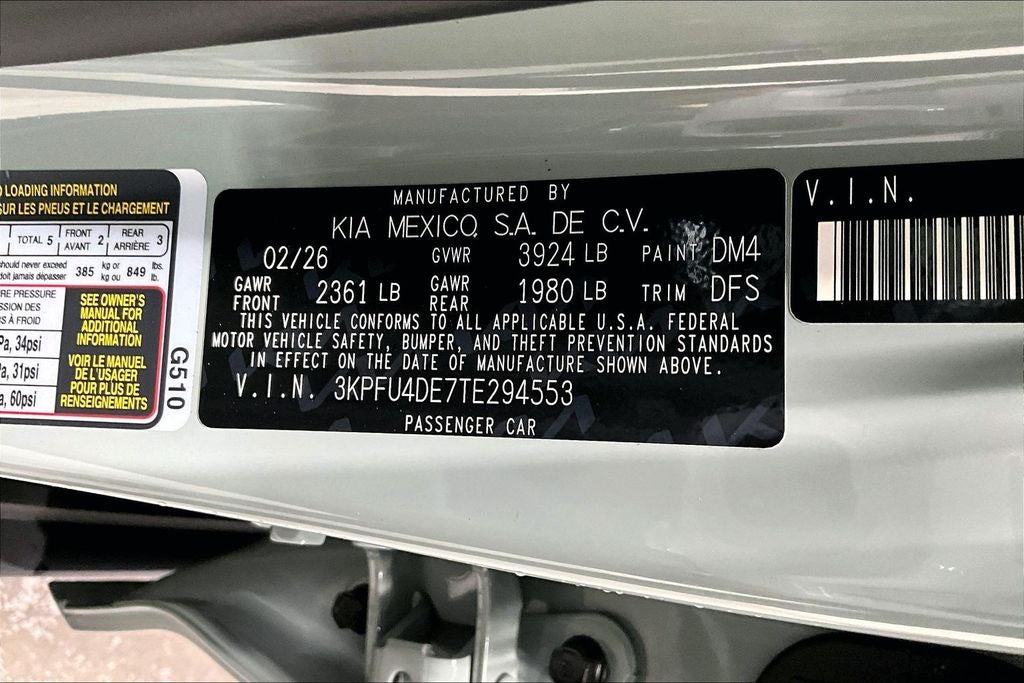 LOADING INFORMATION
SUR LES PNEUS ET LE CHARGEMENT
TOTAL 5 FRONT AVANT 2 REAR ARRIÈRE 3
should never exceed
doit jamais dépasser 385 kg or kg ou 849 lbs. lb.
PRESSURE
DES
À FROID
34psi
31psi
60psi
SEE OWNER'S
MANUAL FOR
ADDITIONAL
INFORMATION
VOIR LE MANUEL
DE L'USAGER
POUR PLUS DE
RENSEIGNEMENTS
G510
MANUFACTURED BY
KIA MEXICO, S.A. DE C.V.
02/26 GVWR 3924 LB PAINT DM4
GAWR FRONT 2361 LB GAWR REAR 1980 LB TRIM DFS
THIS VEHICLE CONFORMS TO ALL APPLICABLE U.S.A. FEDERAL
MOTOR VEHICLE SAFETY, BUMPER, AND THEFT PREVENTION STANDARDS
IN EFFECT ON THE DATE OF MANUFACTURE SHOWN ABOVE.
V.I.N. 3KPFU4DE7TE294553
PASSENGER CAR
V.I.N.